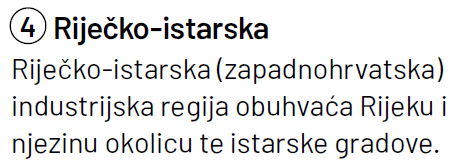 4 Riječko-istarska
Riječko-istarska (zapadnohrvatska)
industrijska regija obuhvaća Rijeku i
njezinu okolicu te istarske gradove.